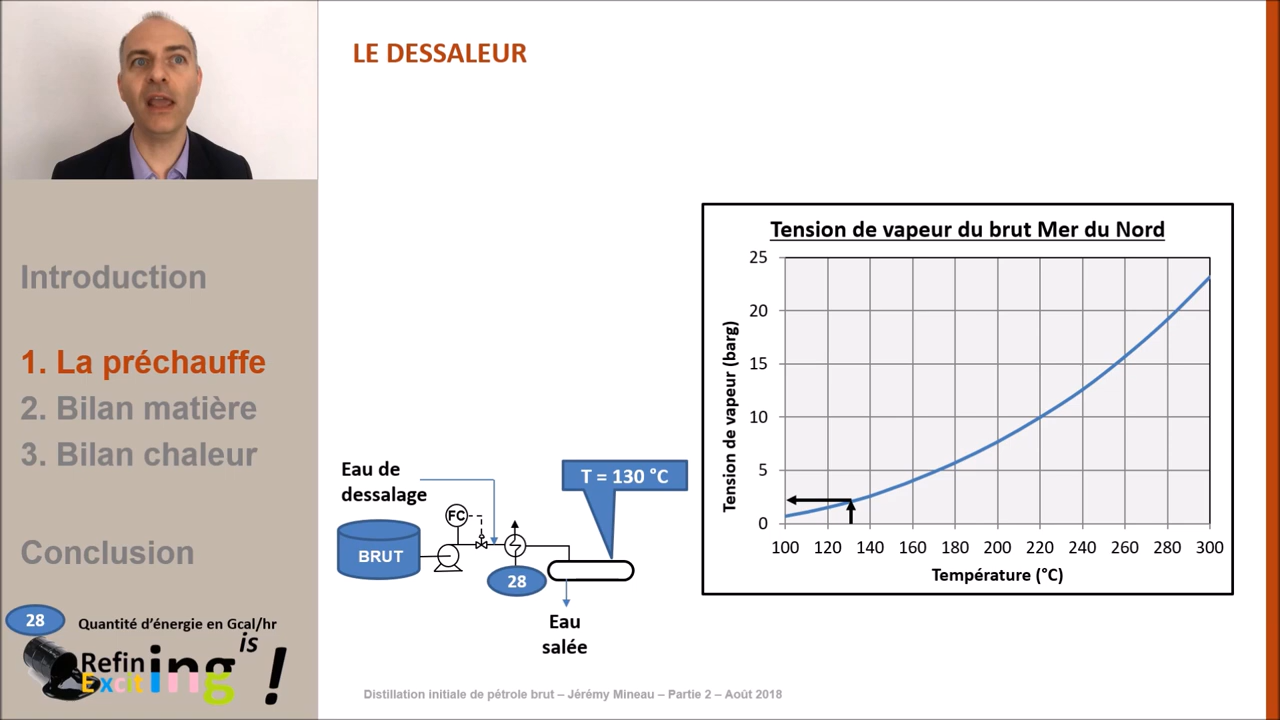 LE DESSALEUR
Introduction
1. La préchauffe
2. Bilan matière
3. Bilan chaleur
Conclusion
28
Quantité d'énergie en Gcal/hr
Refining
is
Exciting
!
Eau de
dessalage
FC
BRUT
28
T = 130 °C
Eau
salée
Tension de vapeur du brut Mer du Nord
Tension de vapeur (barg)
25
20
15
10
5
0
100 120 140 160 180 200 220 240 260 280 300
Température (°C)
Distillation initiale de pétrole brut – Jérémy Mineau – Partie 2 – Août 2018